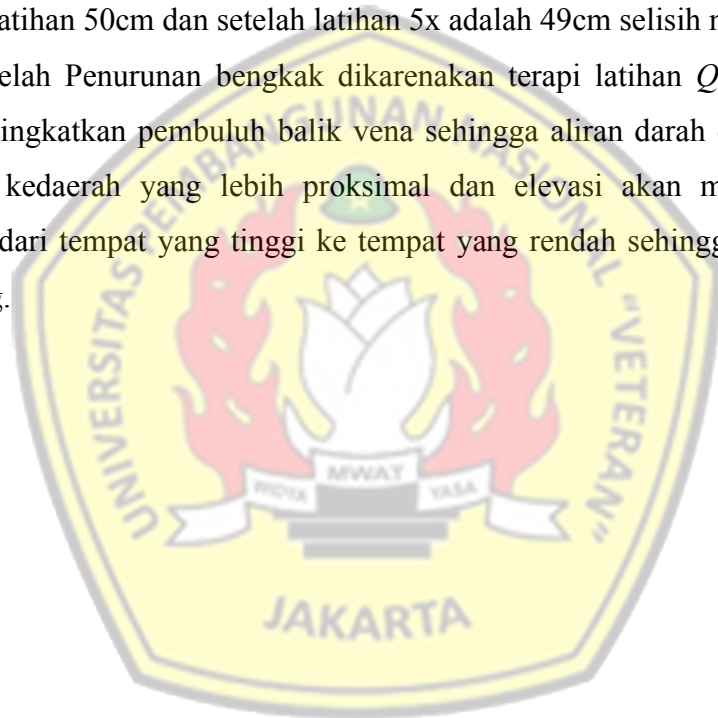 atihan 50cm dan setelah latihan 5x adalah 49cm selisih
elah Penurunan bengkak dikarenakan terapi latihan Q
ingkatkan pembuluh balik vena sehingga aliran darah
kedaerah yang lebih proksimal dan elevasi akan m
dari tempat yang tinggi ke tempat yang rendah sehingg
UNIVERSITAS PEMBANGUNAN NASIONAL "VETERAN"
WIDYA MWAT YASA
JAKARTA